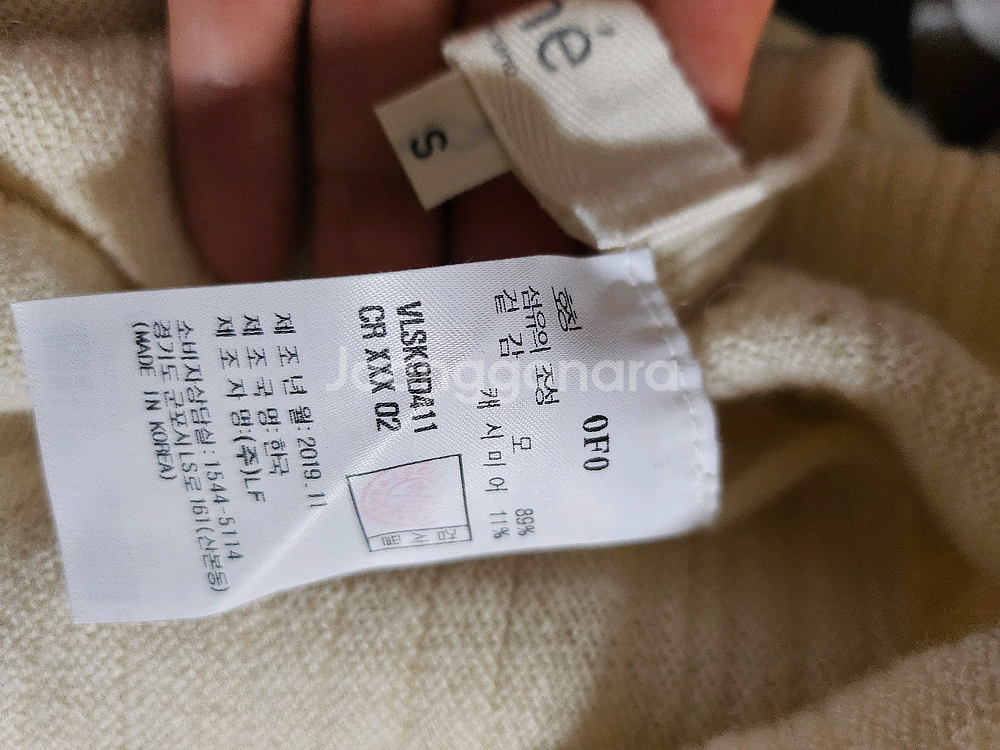 nie
S
0F0
혼용률
섬유의 조성
겉감 모 89%
캐시미어 11%
VLSK9D411
CR XXX 02
검사필
제조년월: 2019.11
제조국명: 한국
제조자명: (주)LF
소비자상담실: 1544-5114
경기도 군포시 LS로 161(산본동)
(MADE IN KOREA)
Joonggonara